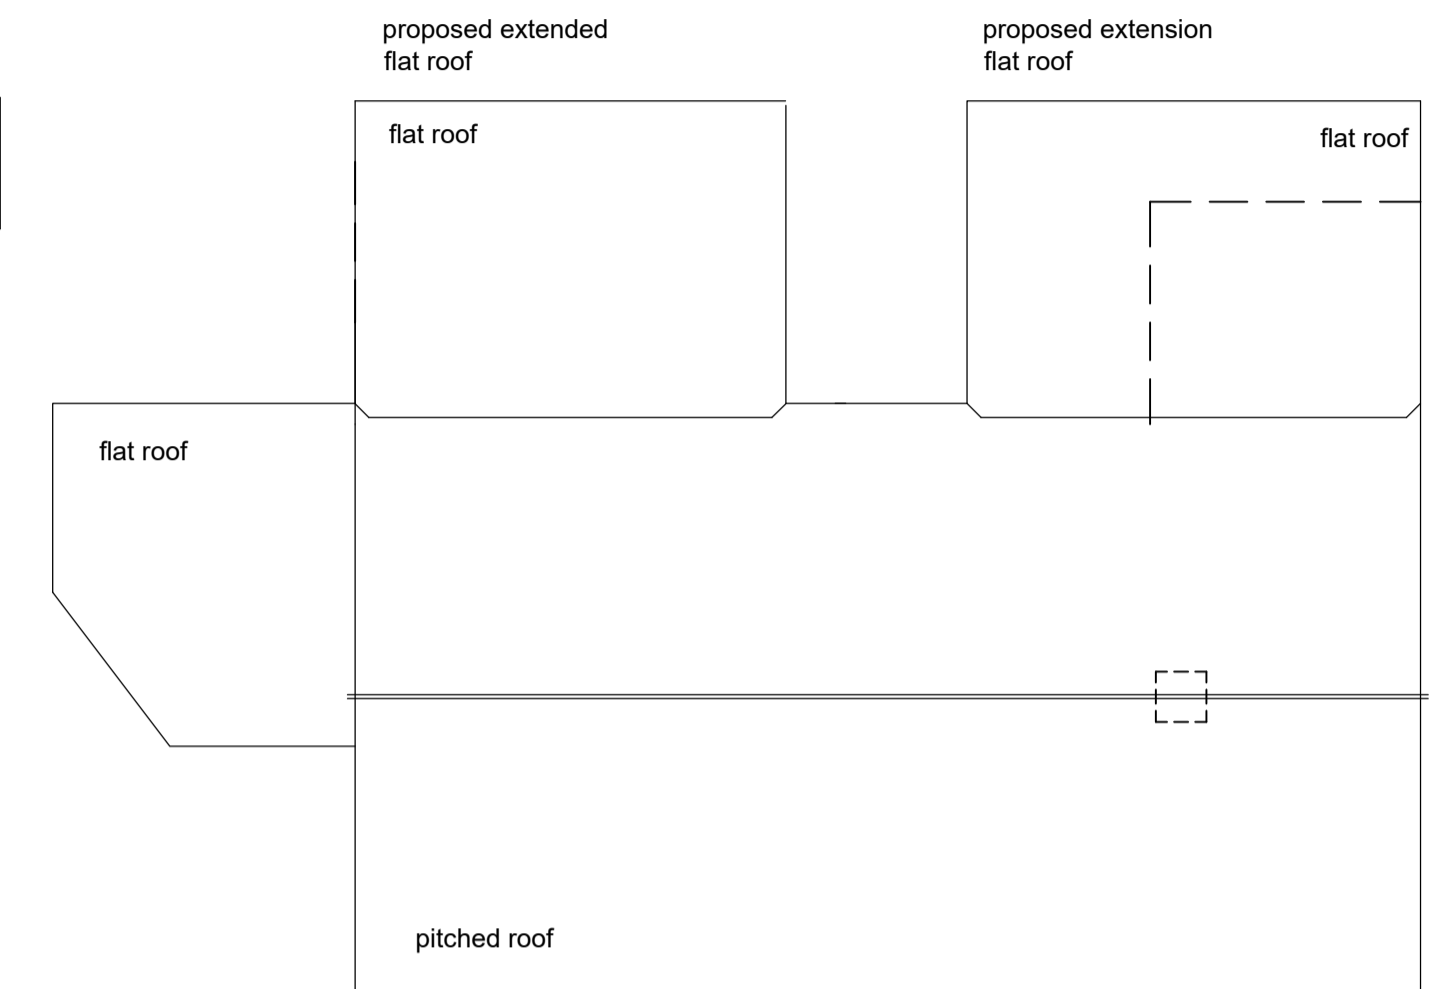 proposed extended
flat roof
proposed extension
flat roof
flat roof
flat roof
flat roof
pitched roof